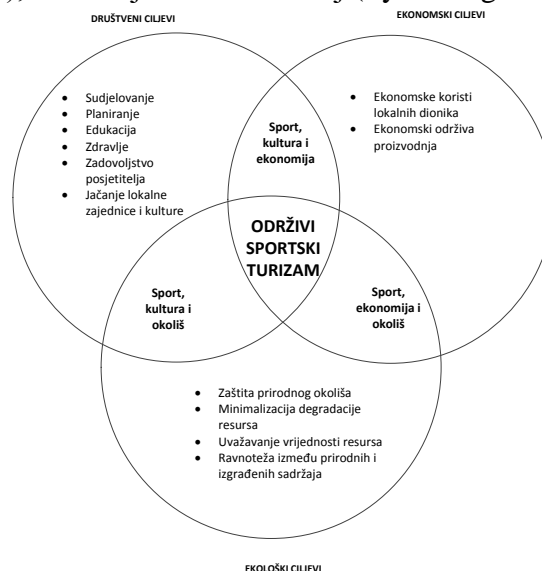 DRUŠTVENI CILJEVI
EKONOMSKI CILJEVI
• Sudjelovanje
• Planiranje
• Edukacija
• Zdravlje
• Zadovoljstvo
posjetitelja
• Jačanje lokalne
zajednice i kulture
Sport,
kultura i
ekonomija
• Ekonomske koristi
lokalnih dionika
• Ekonomski održiva
proizvodnja
ODRŽIVI
SPORTSKI
TURIZAM
Sport,
kultura i
okoliš
Sport,
ekonomija i
okoliš
• Zaštita prirodnog okoliša
• Minimalizacija degradacije
resursa
• Uvažavanje vrijednosti resursa
• Ravnoteža između prirodnih i
izgrađenih sadržaja
EKOLOŠKI CILJEVI